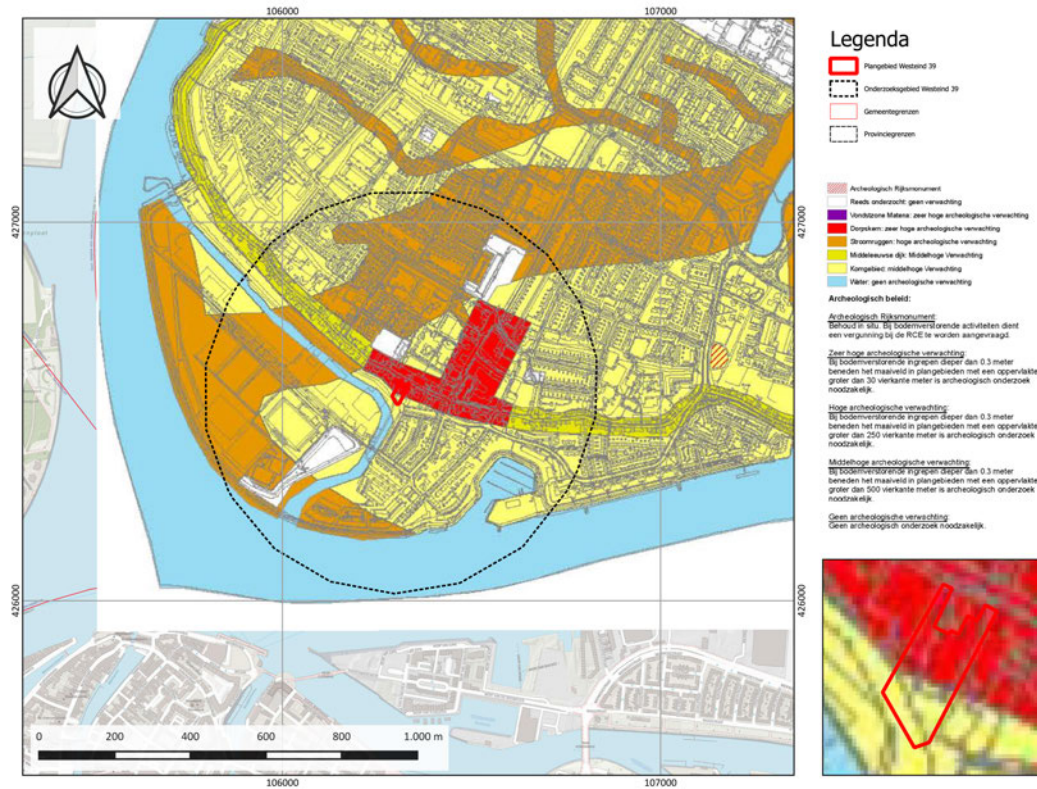 106000
107000
427000
427000
426000
426000
0 200 400 600 800 1.000 m
106000
107000
Legenda
Plangebied Westeind 39
Onderzoeksgebied Westeind 39
Gemeentegrenzen
Provinciegrenzen
Archeologisch Rijksmonument
Reeds onderzocht: geen verwachting
Vondstzone Matena: zeer hoge archeologische verwachting
Dorpskern: zeer hoge archeologische verwachting
Stroomruggen: hoge archeologische verwachting
Middeleeuwse dijk: Middelhoge Verwachting
Komgebied: middelhoge Verwachting
Water: geen archeologische verwachting
Archeologisch beleid:
Archeologisch Rijksmonument:
Behoud in situ. Bij bodemverstorende activiteiten dient
een vergunning bij de RCE te worden aangevraagd.
Zeer hoge archeologische verwachting:
Bij bodemverstorende ingrepen dieper dan 0.3 meter
beneden het maaiveld in plangebieden met een oppervlakte
groter dan 30 vierkante meter is archeologisch onderzoek
noodzakelijk.
Hoge archeologische verwachting:
Bij bodemverstorende ingrepen dieper dan 0.3 meter
beneden het maaiveld in plangebieden met een oppervlakte
groter dan 250 vierkante meter is archeologisch onderzoek
noodzakelijk.
Middelhoge archeologische verwachting:
Bij bodemverstorende ingrepen dieper dan 0.3 meter
beneden het maaiveld in plangebieden met een oppervlakte
groter dan 500 vierkante meter is archeologisch onderzoek
noodzakelijk.
Geen archeologische verwachting:
Geen archeologisch onderzoek noodzakelijk.